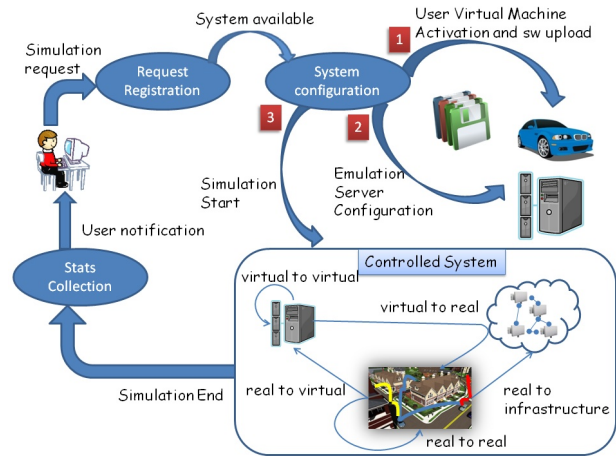 System available
User Virtual Machine
Activation and sw upload
1
Simulation
request
Request
Registration
System
configuration
3
2
Simulation
Start
Emulation
Server
Configuration
User notification
Stats
Collection
Controlled System
virtual to virtual
virtual to real
real to virtual
real to
infrastructure
Simulation End
real to real